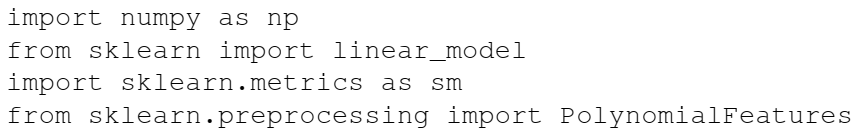 import numpy as np
from sklearn import linear_model
import sklearn.metrics as sm
from sklearn.preprocessing import PolynomialFeatures